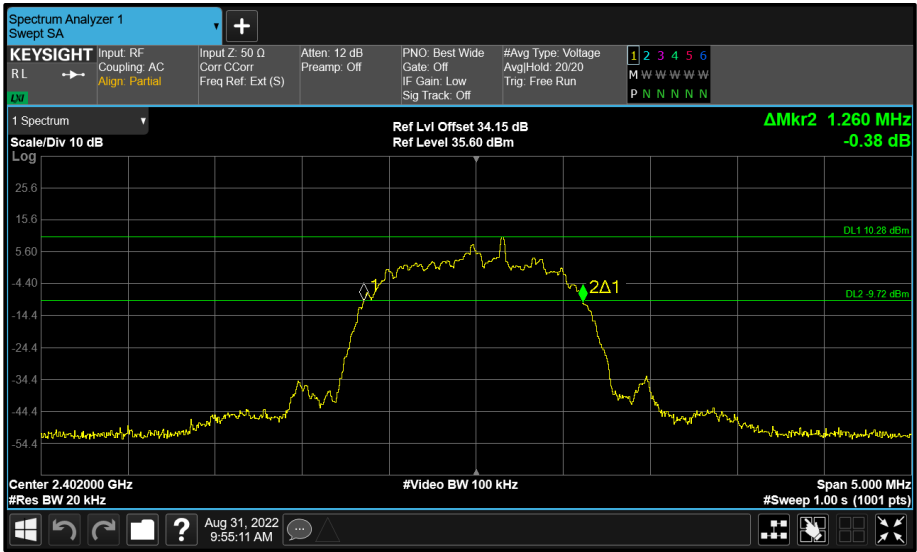 Spectrum Analyzer 1
Swept SA
+
KEYSIGHT
RL
LXI
Input: RF
Coupling: AC
Align: Partial
Input Z: 50 Ω
Corr CCorr
Freq Ref: Ext (S)
Atten: 12 dB
Preamp: Off
PNO: Best Wide
Gate: Off
IF Gain: Low
Sig Track: Off
#Avg Type: Voltage
Avg|Hold: 20/20
Trig: Free Run
1 2 3 4 5 6
M W W W W W
P N N N N N
1 Spectrum
Scale/Div 10 dB
Ref Lvl Offset 34.15 dB
Ref Level 35.60 dBm
ΔMkr2 1.260 MHz
-0.38 dB
Log
25.6
15.6
5.60
-4.40
-14.4
-24.4
-34.4
-44.4
-54.4
DL1 10.28 dBm
1
2Δ1
DL2 -9.72 dBm
Center 2.402000 GHz
#Video BW 100 kHz
Span 5.000 MHz
#Res BW 20 kHz
#Sweep 1.00 s (1001 pts)
?
Aug 31, 2022
9:55:11 AM